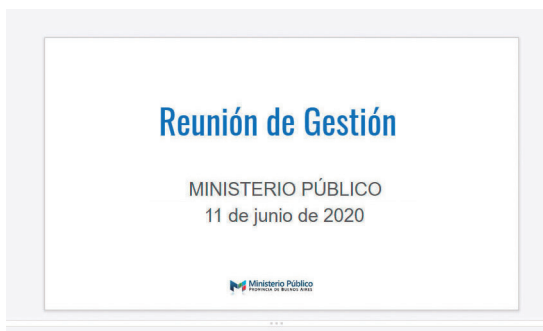 Reunión de Gestión
MINISTERIO PÚBLICO
11 de junio de 2020
Ministerio Público
PROVINCIA DE BUENOS AIRES